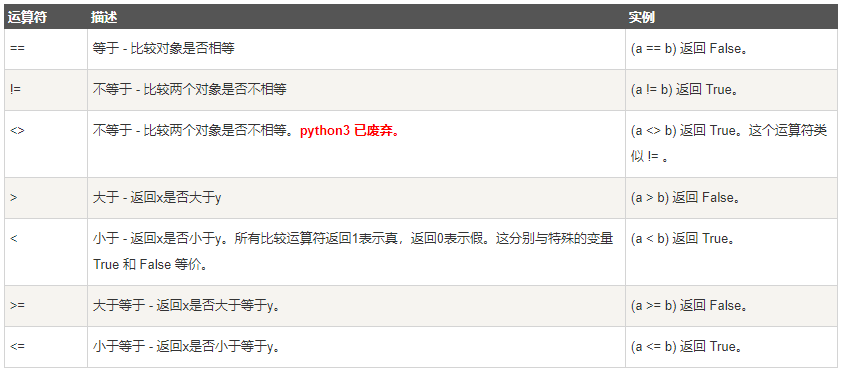 运算符 描述 实例
== 等于 - 比较对象是否相等 (a == b) 返回 False。
!= 不等于 - 比较两个对象是否不相等 (a != b) 返回 True。
<> 不等于 - 比较两个对象是否不相等。python3 已废弃。 (a <> b) 返回 True。这个运算符类
似 != 。
> 大于 - 返回x是否大于y (a > b) 返回 False。
< 小于 - 返回x是否小于y。所有比较运算符返回1表示真，返回0表示假。这分别与特殊的变量 (a < b) 返回 True。
True 和 False 等价。
>= 大于等于 - 返回x是否大于等于y。 (a >= b) 返回 False。
<= 小于等于 - 返回x是否小于等于y。 (a <= b) 返回 True。